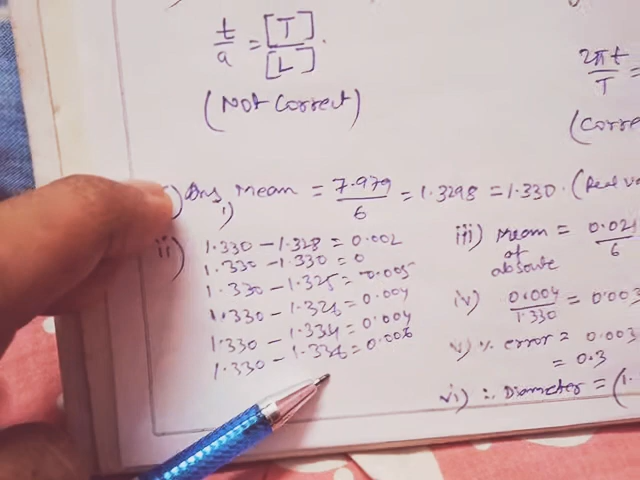 t/a = [T]/[L].
(Not Correct)
2πt/T =
(Corre
Ans, i) Mean = 7.979/6 = 1.3298 = 1.330. (Real va
ii) 1.330 - 1.328 = 0.002
1.330 - 1.330 = 0
1.330 - 1.325 = 0.005
1.330 - 1.326 = 0.004
1.330 - 1.334 = 0.004
1.330 - 1.336 = 0.006
iii) Mean of absolute = 0.021/6
iv) 0.004/1.330 = 0.003
v) % error = 0.003
= 0.3
vi) ∴ Diameter = (1.